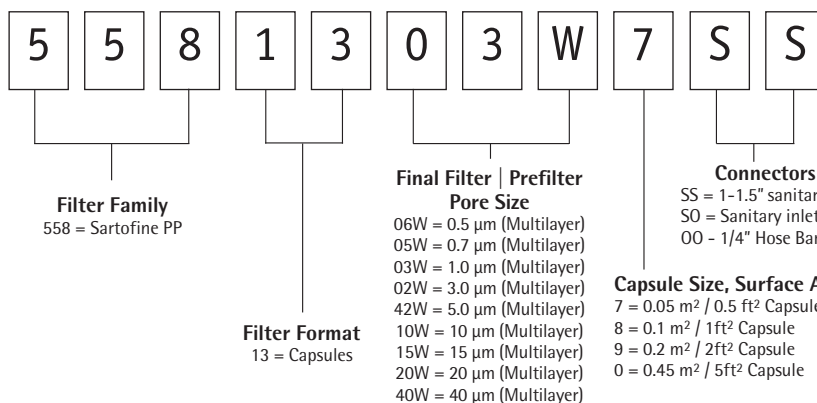 5 5 8 1 3 0 3 W 7 S S
Filter Family
558 = Sartofine PP
Filter Format
13 = Capsules
Final Filter | Prefilter
Pore Size
06W = 0.5 µm (Multilayer)
05W = 0.7 µm (Multilayer)
03W = 1.0 µm (Multilayer)
02W = 3.0 µm (Multilayer)
42W = 5.0 µm (Multilayer)
10W = 10 µm (Multilayer)
15W = 15 µm (Multilayer)
20W = 20 µm (Multilayer)
40W = 40 µm (Multilayer)
Connectors
SS = 1-1.5"
SO = Sanitary inlet
OO - 1/4" Hose
Capsule Size, Surface
7 = 0.05 m² / 0.5 ft²
8 = 0.1 m² / 1ft² Capsule
9 = 0.2 m² / 2ft² Capsule
0 = 0.45 m² / 5ft² Capsule